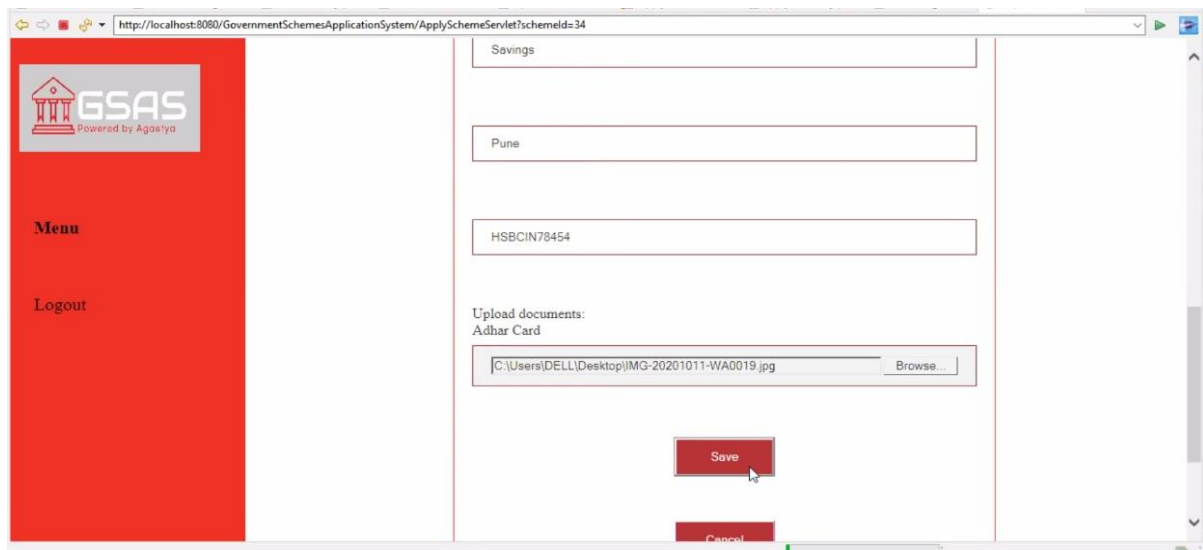 http://localhost:8080/GovernmentSchemesApplicationSystem/ApplySchemeServlet?schemeId=34
GSAS
Powered by Agastya
Menu
Logout
Savings
Pune
HSBCIN78454
Upload documents:
Adhar Card
C:\Users\DELL\Desktop\IMG-20201011-WA0019.jpg
Browse...
Save
Cancel